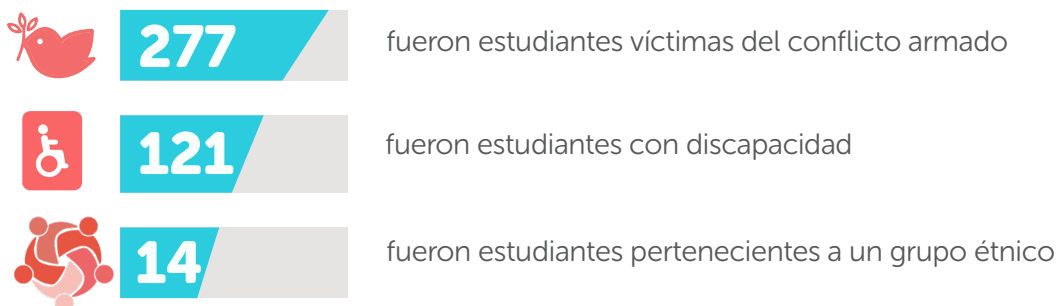 277 fueron estudiantes víctimas del conflicto armado
121 fueron estudiantes con discapacidad
14 fueron estudiantes pertenecientes a un grupo étnico